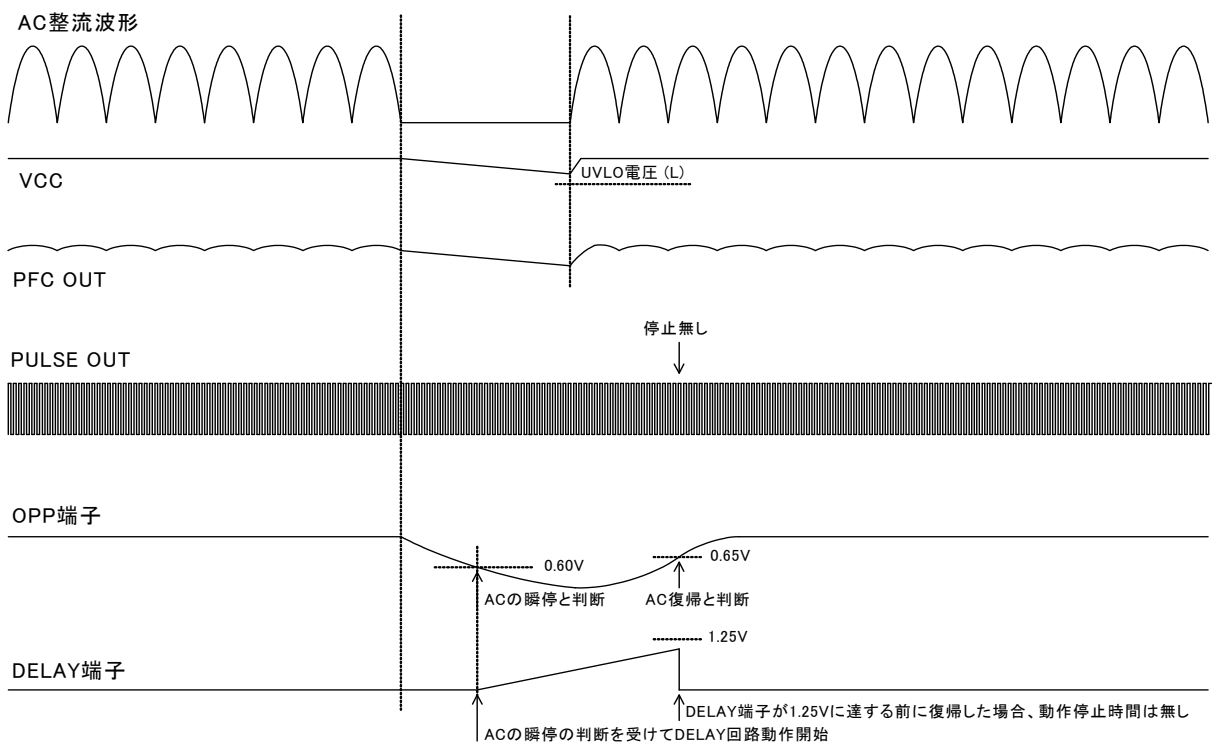 AC整流波形
VCC
UVLO電圧 (L)
PFC OUT
停止無し
PULSE OUT
OPP端子
0.60V
0.65V
ACの瞬停と判断
AC復帰と判断
1.25V
DELAY端子
DELAY端子が1.25Vに達する前に復帰した場合、動作停止時間は無し
ACの瞬停の判断を受けてDELAY回路動作開始